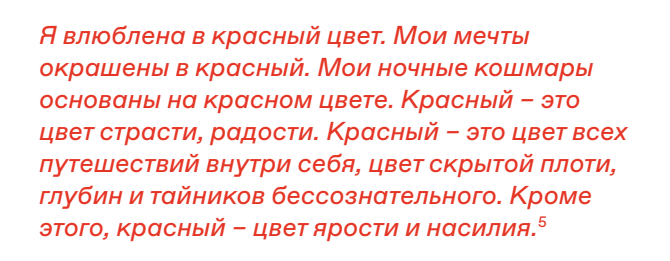 Я влюблена в красный цвет. Мои мечты
окрашены в красный. Мои ночные кошмары
основаны на красном цвете. Красный – это
цвет страсти, радости. Красный – это цвет всех
путешествий внутри себя, цвет скрытой плоти,
глубин и тайников бессознательного. Кроме
этого, красный – цвет ярости и насилия.⁵